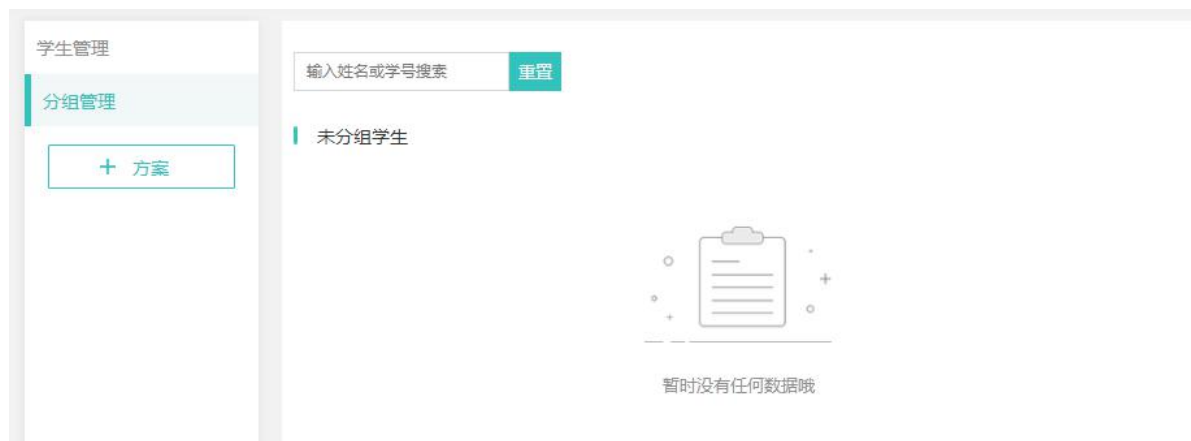 学生管理
分组管理
+ 方案
输入姓名或学号搜索 重置
未分组学生
暂时没有任何数据哦